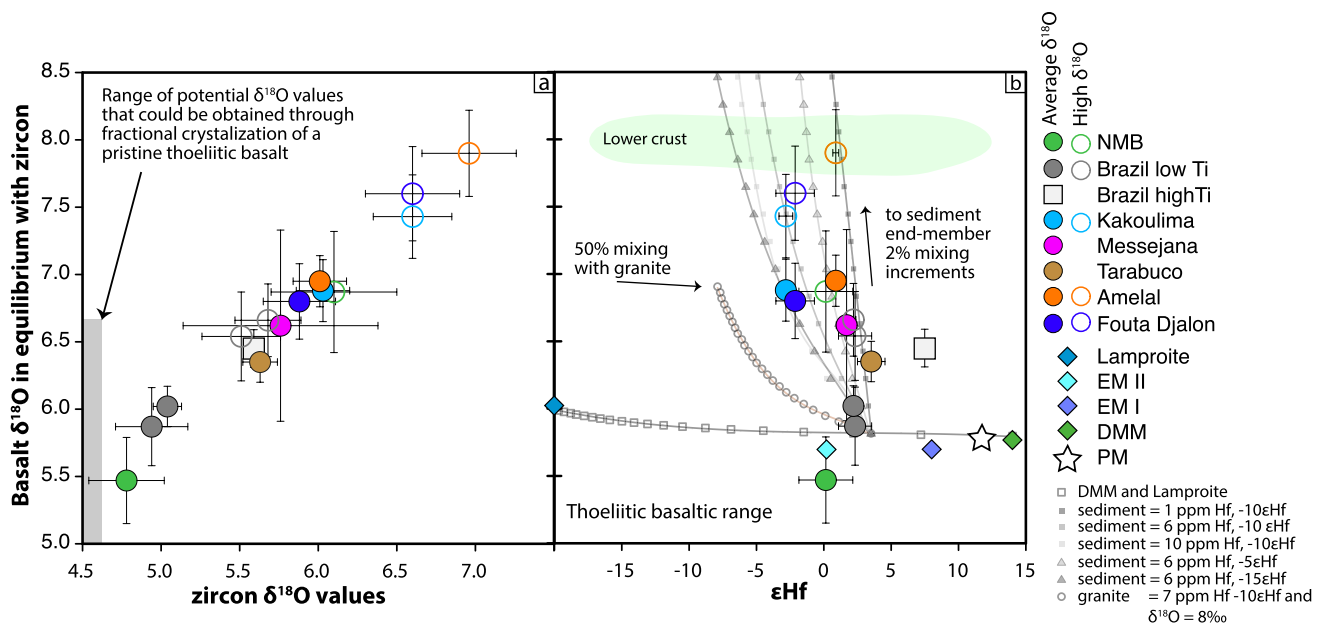 Average δ¹⁸O
High δ¹⁸O
a
b
8.5
8.0
7.5
7.0
6.5
6.0
5.5
5.0
Basalt δ¹⁸O in equilibrium with zircon
Range of potential δ¹⁸O values
that could be obtained through
fractional crystalization of a
pristine thoeliitic basalt
Lower crust
50% mixing
with granite
to sediment
end-member
2% mixing
increments
Thoeliitic basaltic range
4.5
5.0
5.5
6.0
6.5
7.0
zircon δ¹⁸O values
-15
-10
-5
0
5
10
15
εHf
NMB
Brazil low Ti
Brazil highTi
Kakoulima
Messejana
Tarabuco
Amelal
Fouta Djalon
Lamproite
EM II
EM I
DMM
PM
DMM and Lamproite
sediment = 1 ppm Hf, -10εHf
sediment = 6 ppm Hf, -10 εHf
sediment = 10 ppm Hf, -10εHf
sediment = 6 ppm Hf, -5εHf
sediment = 6 ppm Hf, -15εHf
granite = 7 ppm Hf -10εHf and
δ¹⁸O = 8‰